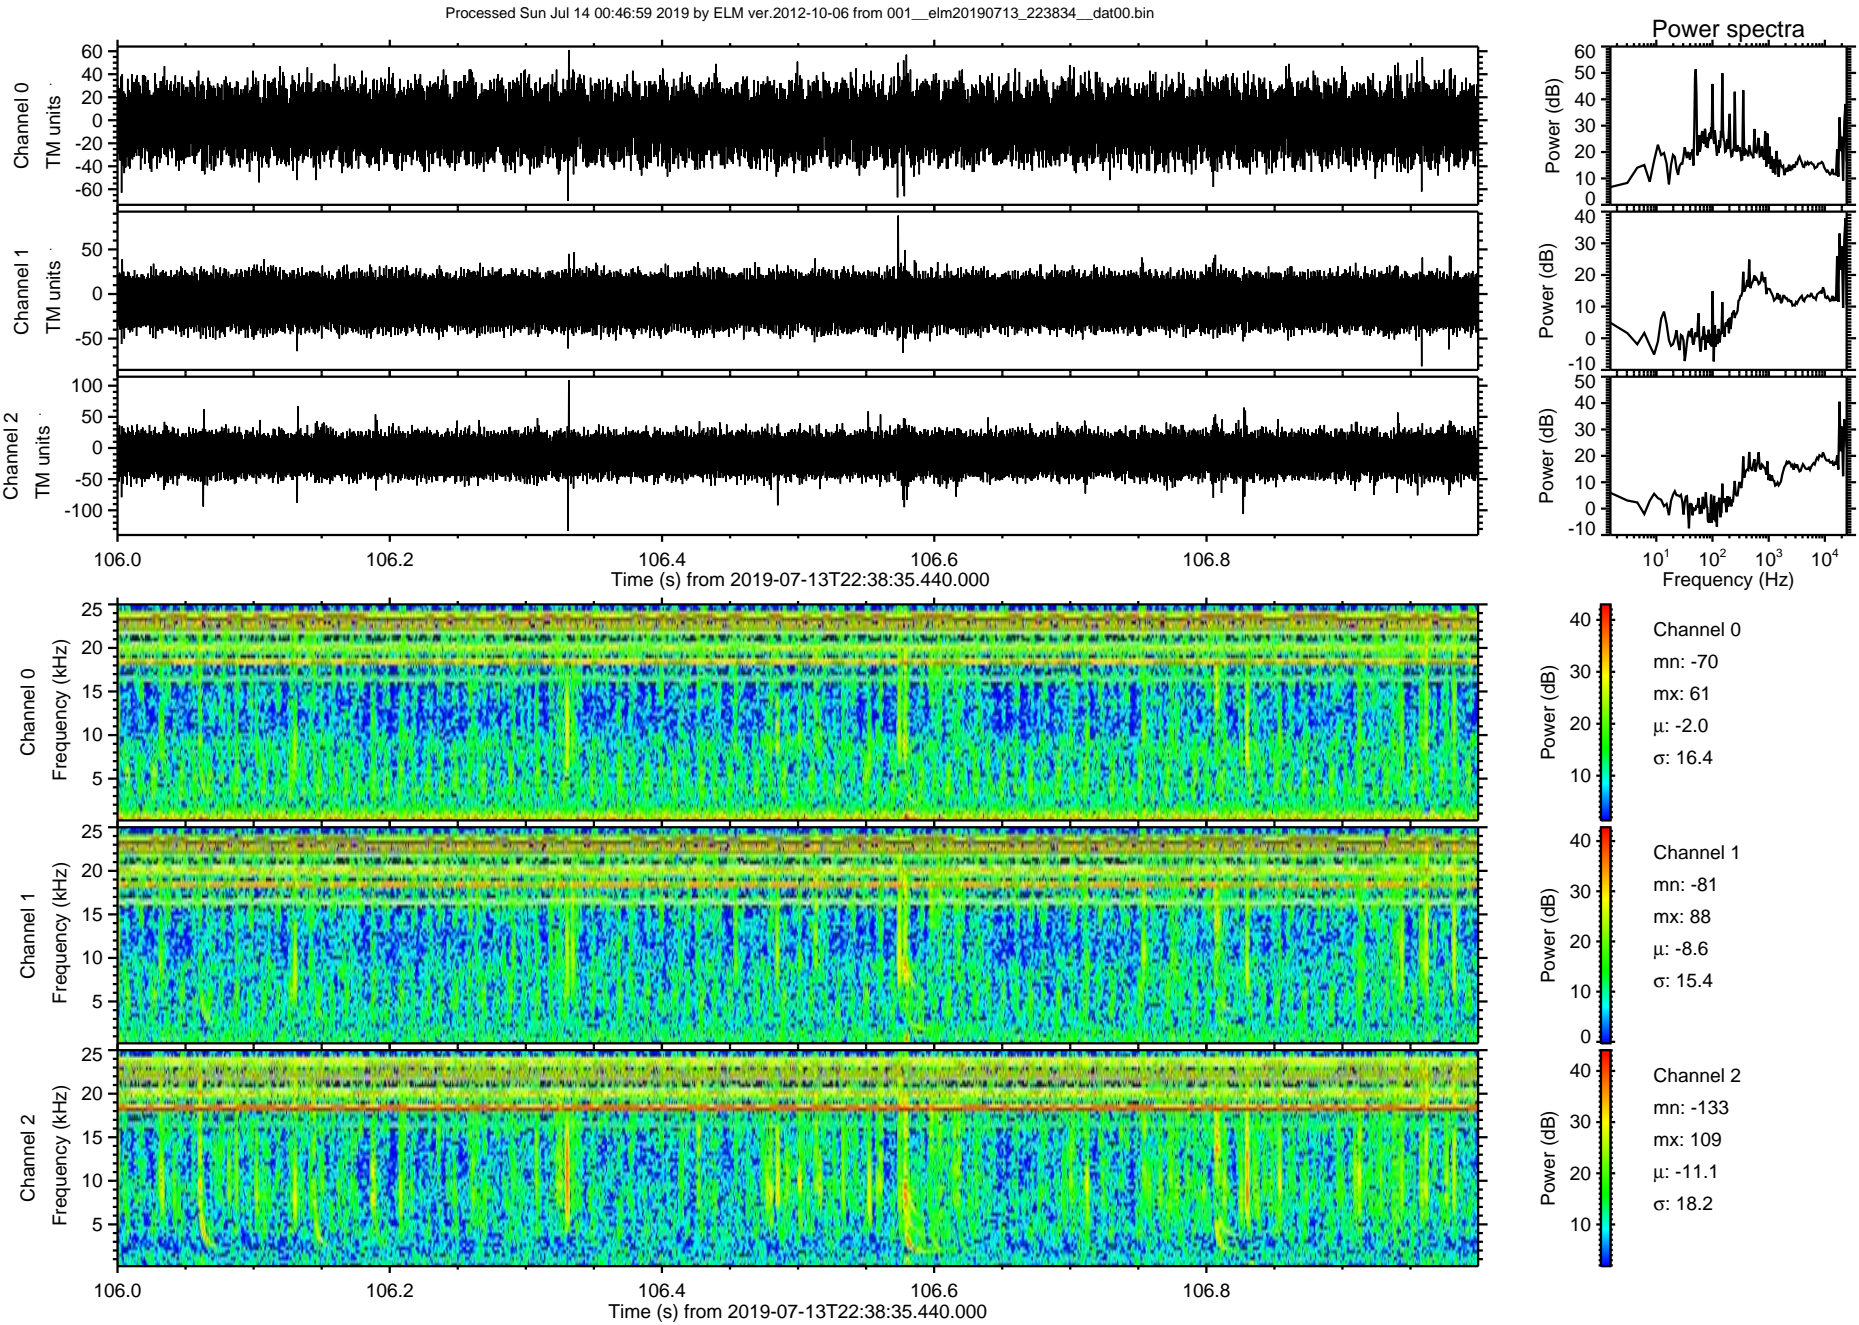 Processed Sun Jul 14 00:46:59 2019 by ELM ver.2012-10-06 from 001__elm20190713_223834__dat00.bin
Power spectra
Channel 0
TM units
60
40
20
0
-20
-40
-60
Power (dB)
60
50
40
30
20
10
0
Channel 1
TM units
50
0
-50
Power (dB)
40
30
20
10
0
-10
Channel 2
TM units
100
50
0
-50
-100
Power (dB)
50
40
30
20
10
0
-10
106.0 106.2 106.4 106.6 106.8
Time (s) from 2019-07-13T22:38:35.440.000
10¹ 10² 10³ 10⁴
Frequency (Hz)
Channel 0
Frequency (kHz)
25
20
15
10
5
Power (dB)
40
30
20
10
Channel 0
mn: -70
mx: 61
μ: -2.0
σ: 16.4
Channel 1
Frequency (kHz)
25
20
15
10
5
Power (dB)
40
30
20
10
0
Channel 1
mn: -81
mx: 88
μ: -8.6
σ: 15.4
Channel 2
Frequency (kHz)
25
20
15
10
5
Power (dB)
40
30
20
10
Channel 2
mn: -133
mx: 109
μ: -11.1
σ: 18.2
106.0 106.2 106.4 106.6 106.8
Time (s) from 2019-07-13T22:38:35.440.000